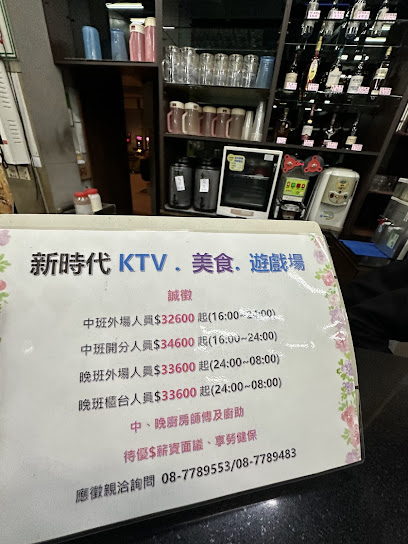 新時代 KTV . 美食. 遊戲場
誠徵
中班外場人員$32600 起(16:00~24:00)
中班開分人員$34600 起(16:00~24:00)
晚班外場人員$33600 起(24:00~08:00)
晚班櫃台人員$33600 起(24:00~08:00)
中、晚廚房師傅及廚助
待優$薪資面議、享勞健保
應徵親洽詢問 08-7789553/08-7789483